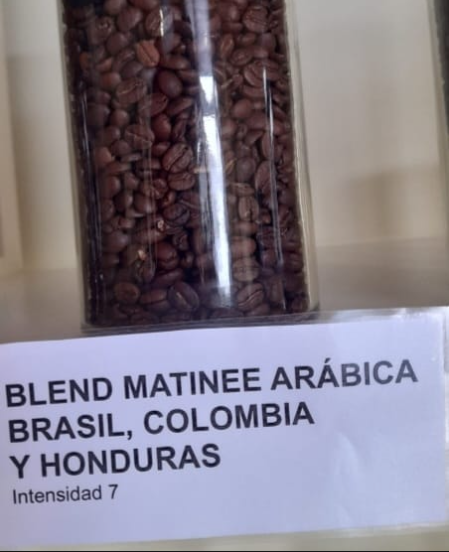 BLEND MATINEE ARÁBICA
BRASIL, COLOMBIA
Y HONDURAS
Intensidad 7